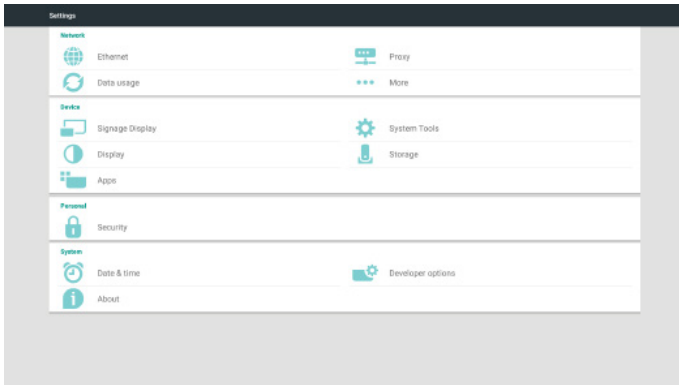 Settings
Network
Ethernet
Proxy
Data usage
More
Device
Signage Display
System Tools
Display
Storage
Apps
Personal
Security
System
Date & time
Developer options
About